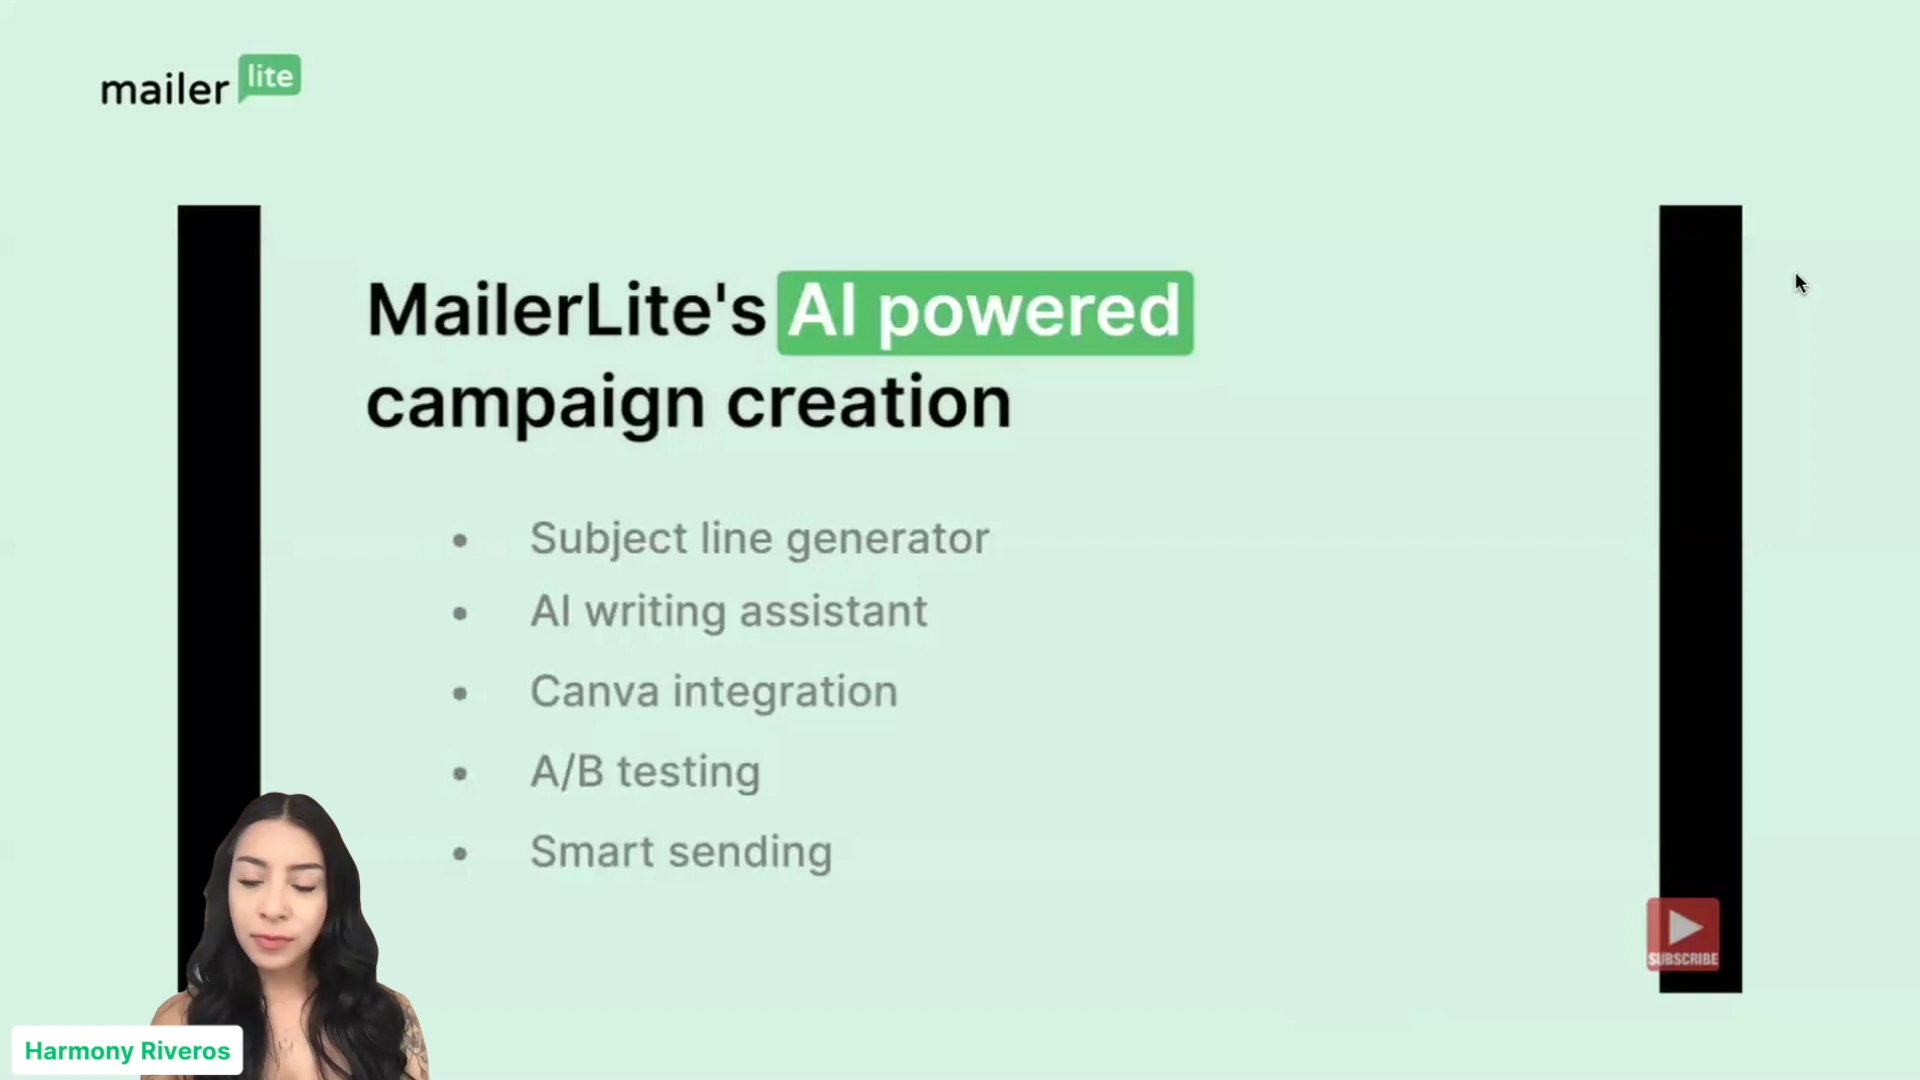 mailer lite
MailerLite's AI powered
campaign creation
• Subject line generator
• AI writing assistant
• Canva integration
• A/B testing
• Smart sending
SUBSCRIBE
Harmony Riveros